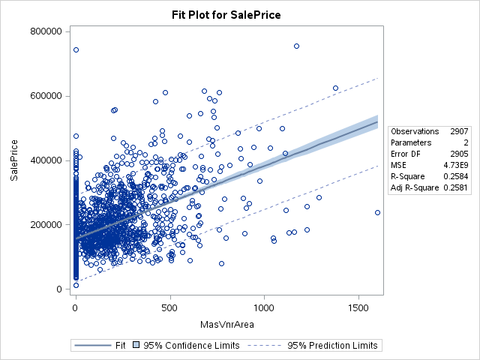 Fit Plot for SalePrice
800000
600000
400000
200000
0
SalePrice
0
500
1000
1500
MasVnrArea
Observations 2907
Parameters 2
Error DF 2905
MSE 4.73E9
R-Square 0.2584
Adj R-Square 0.2581
Fit 95% Confidence Limits 95% Prediction Limits